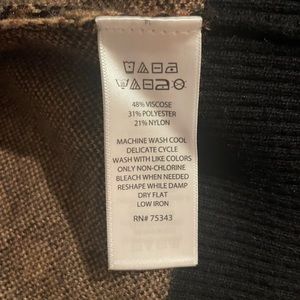 48% VISCOSE
31% POLYESTER
21% NYLON
MACHINE WASH COOL
DELICATE CYCLE
WASH WITH LIKE COLORS
ONLY NON-CHLORINE
BLEACH WHEN NEEDED
RESHAPE WHILE DAMP
DRY FLAT
LOW IRON
RN# 75343